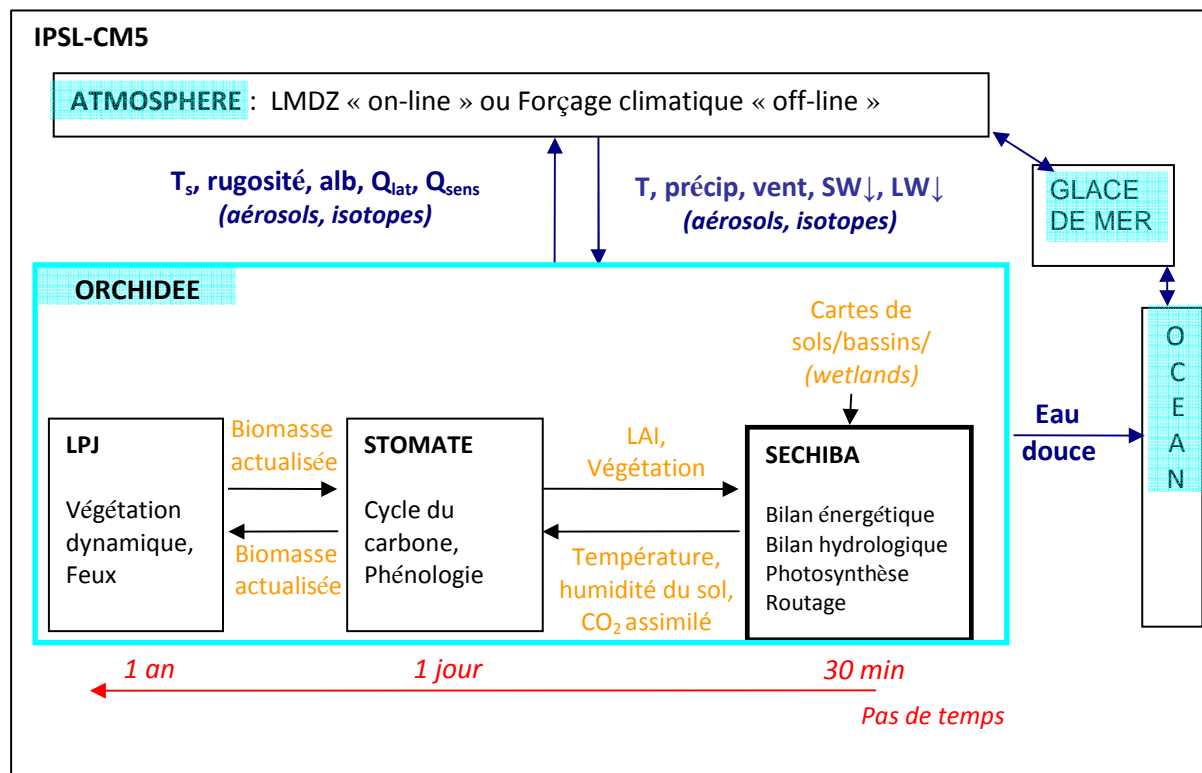 IPSL-CM5
ATMOSPHERE : LMDZ « on-line » ou Forçage climatique « off-line »
Ts, rugosité, alb, Qlat, Qsens
(aérosols, isotopes)
T, précip, vent, SW↓, LW↓
(aérosols, isotopes)
GLACE
DE MER
ORCHIDEE
Cartes de
sols/bassins/
(wetlands)
LPJ
Végétation
dynamique,
Feux
Biomasse
actualisée
Biomasse
actualisée
STOMATE
Cycle du
carbone,
Phénologie
LAI,
Végétation
Température,
humidité du sol,
CO2 assimilé
SECHIBA
Bilan énergétique
Bilan hydrologique
Photosynthèse
Routage
Eau
douce
O
C
E
A
N
1 an
1 jour
30 min
Pas de temps